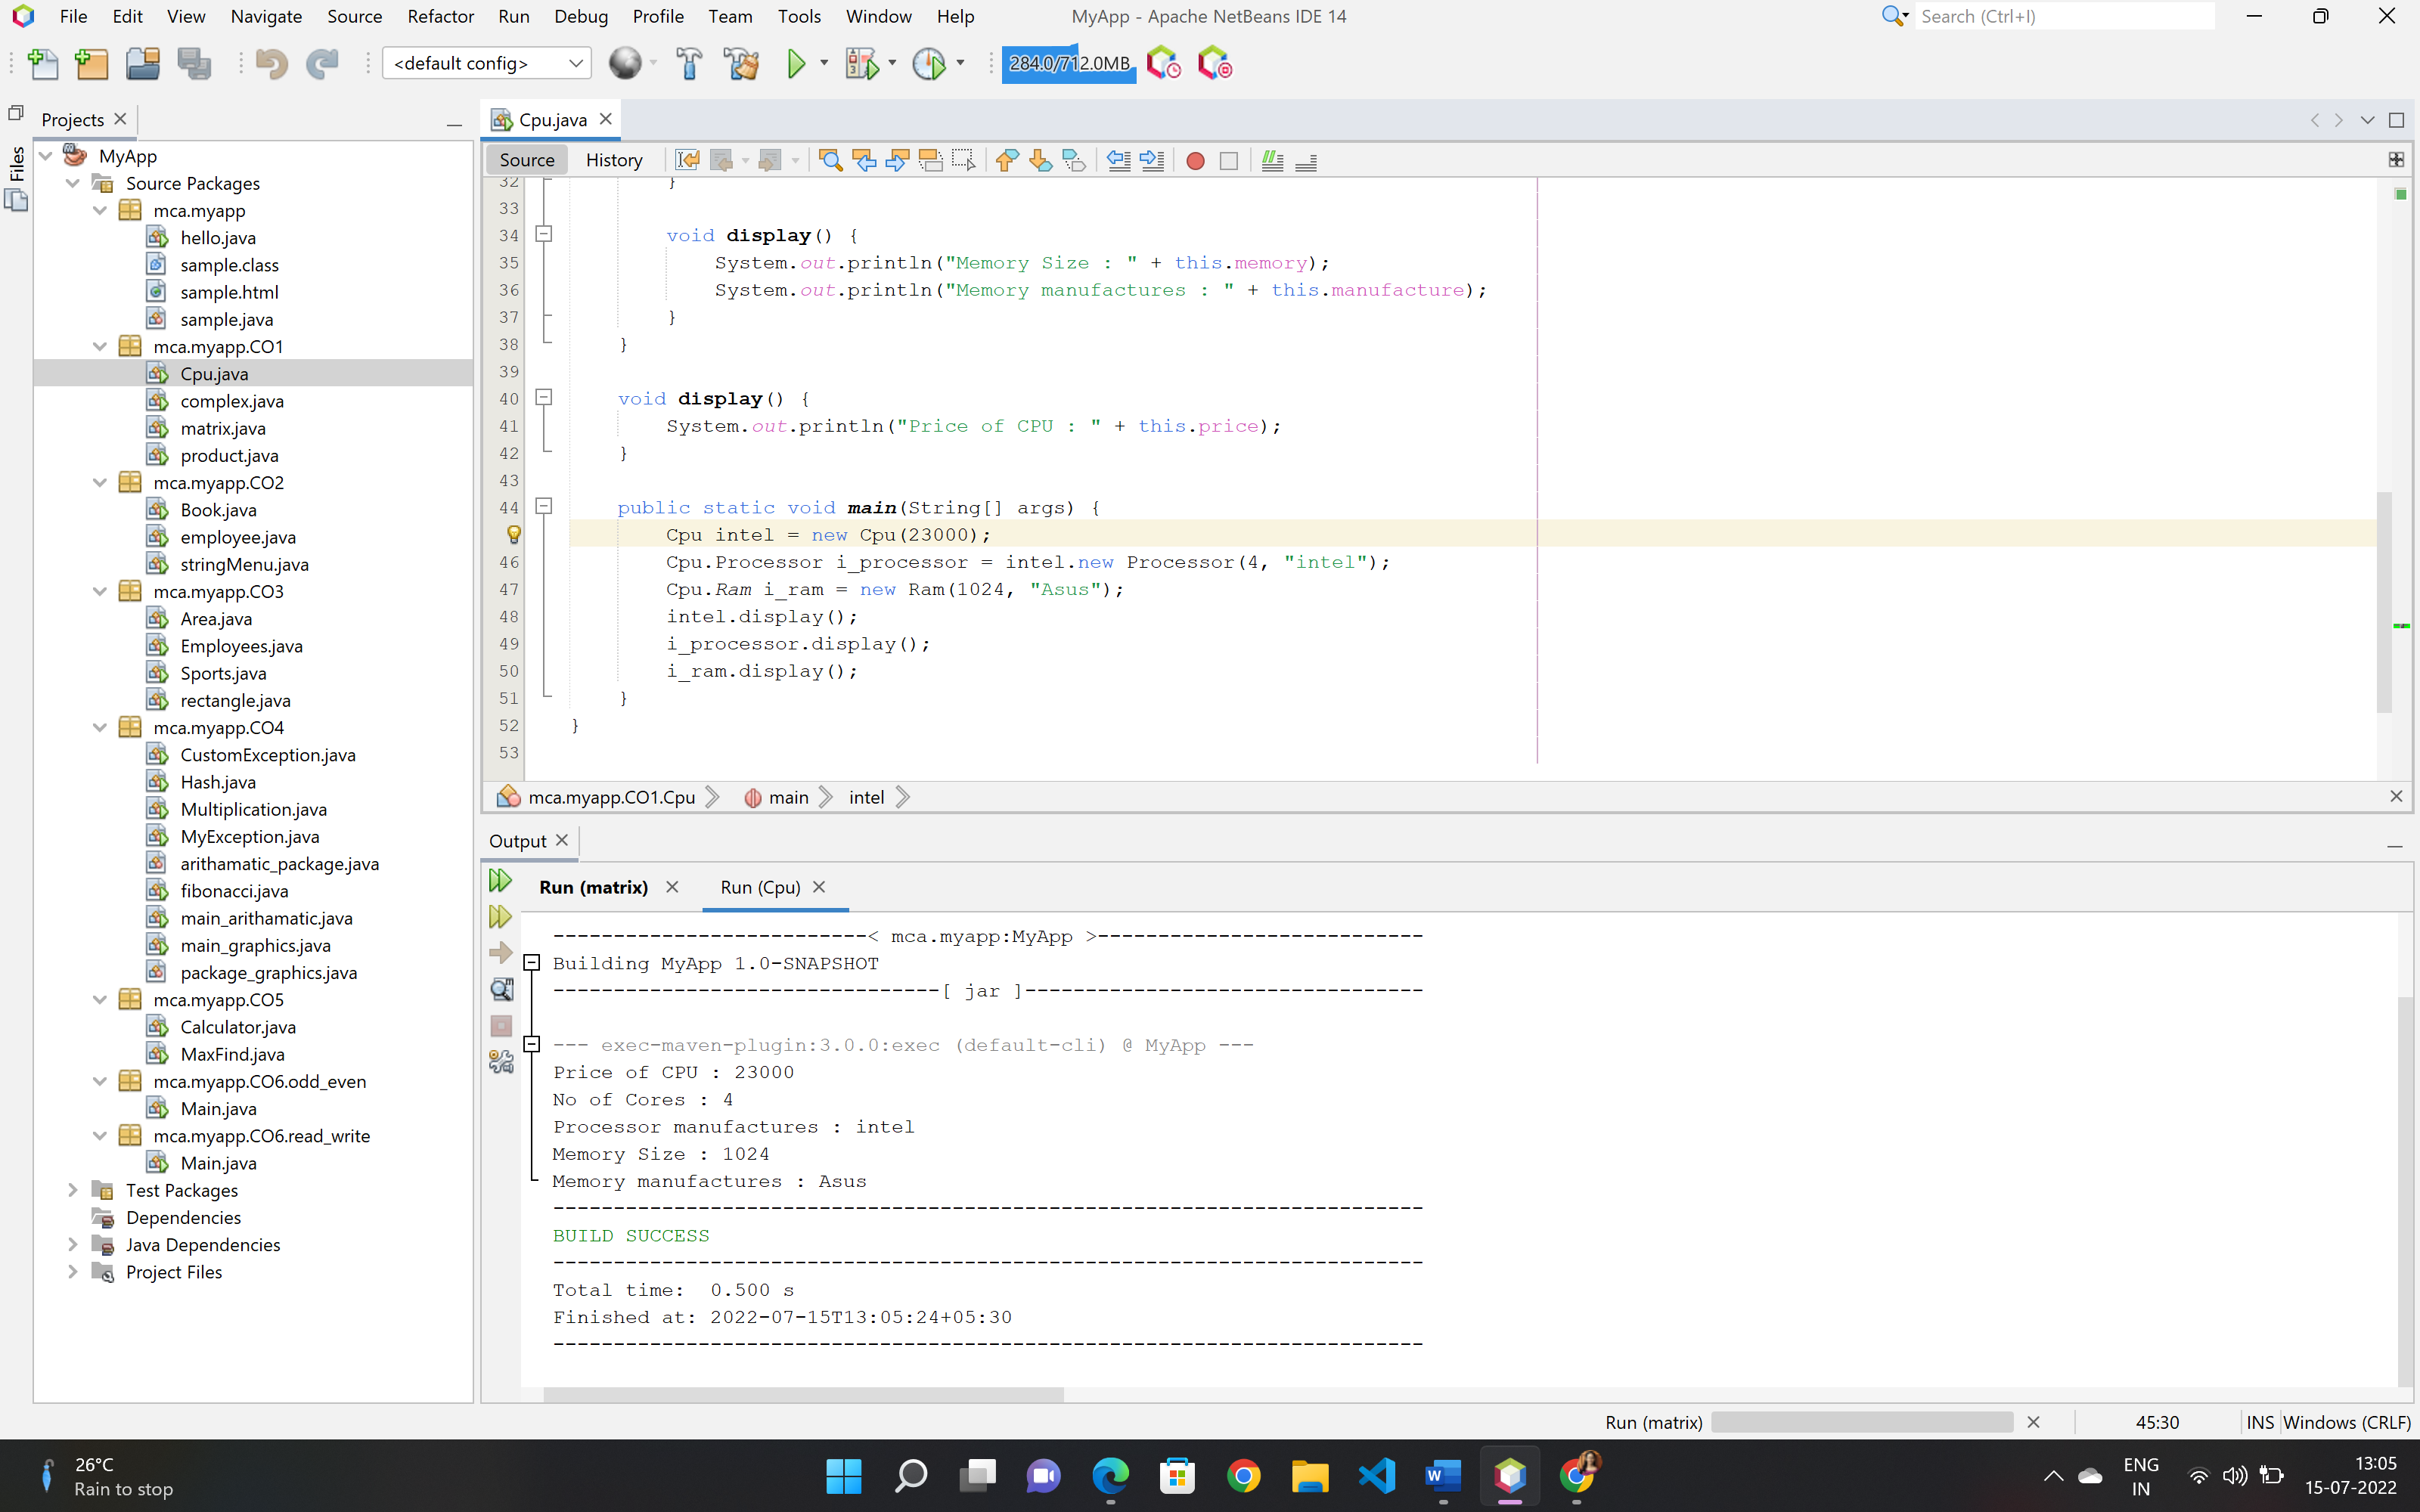 File Edit View Navigate Source Refactor Run Debug Profile Team Tools Window Help MyApp - Apache NetBeans IDE 14 Search (Ctrl+I)
<default config> 284.0/712.0MB
Files
Projects
MyApp
Source Packages
mca.myapp
hello.java
sample.class
sample.html
sample.java
mca.myapp.CO1
Cpu.java
complex.java
matrix.java
product.java
mca.myapp.CO2
Book.java
employee.java
stringMenu.java
mca.myapp.CO3
Area.java
Employees.java
Sports.java
rectangle.java
mca.myapp.CO4
CustomException.java
Hash.java
Multiplication.java
MyException.java
arithamatic_package.java
fibonacci.java
main_arithamatic.java
main_graphics.java
package_graphics.java
mca.myapp.CO5
Calculator.java
MaxFind.java
mca.myapp.CO6.odd_even
Main.java
mca.myapp.CO6.read_write
Main.java
Test Packages
Dependencies
Java Dependencies
Project Files
Cpu.java
Source History
32 }
33
34 void display() {
35 System.out.println("Memory Size : " + this.memory);
36 System.out.println("Memory manufactures : " + this.manufacture);
37 }
38 }
39
40 void display() {
41 System.out.println("Price of CPU : " + this.price);
42 }
43
44 public static void main(String[] args) {
Cpu intel = new Cpu(23000);
46 Cpu.Processor i_processor = intel.new Processor(4, "intel");
47 Cpu.Ram i_ram = new Ram(1024, "Asus");
48 intel.display();
49 i_processor.display();
50 i_ram.display();
51 }
52 }
53
mca.myapp.CO1.Cpu main intel
Output
Run (matrix) Run (Cpu)
--------------------------< mca.myapp:MyApp >---------------------------
Building MyApp 1.0-SNAPSHOT
--------------------------------[ jar ]---------------------------------
--- exec-maven-plugin:3.0.0:exec (default-cli) @ MyApp ---
Price of CPU : 23000
No of Cores : 4
Processor manufactures : intel
Memory Size : 1024
Memory manufactures : Asus
------------------------------------------------------------------------
BUILD SUCCESS
------------------------------------------------------------------------
Total time:  0.500 s
Finished at: 2022-07-15T13:05:24+05:30
------------------------------------------------------------------------
Run (matrix) 45:30 INS Windows (CRLF)
26°C
Rain to stop
ENG
IN
13:05
15-07-2022